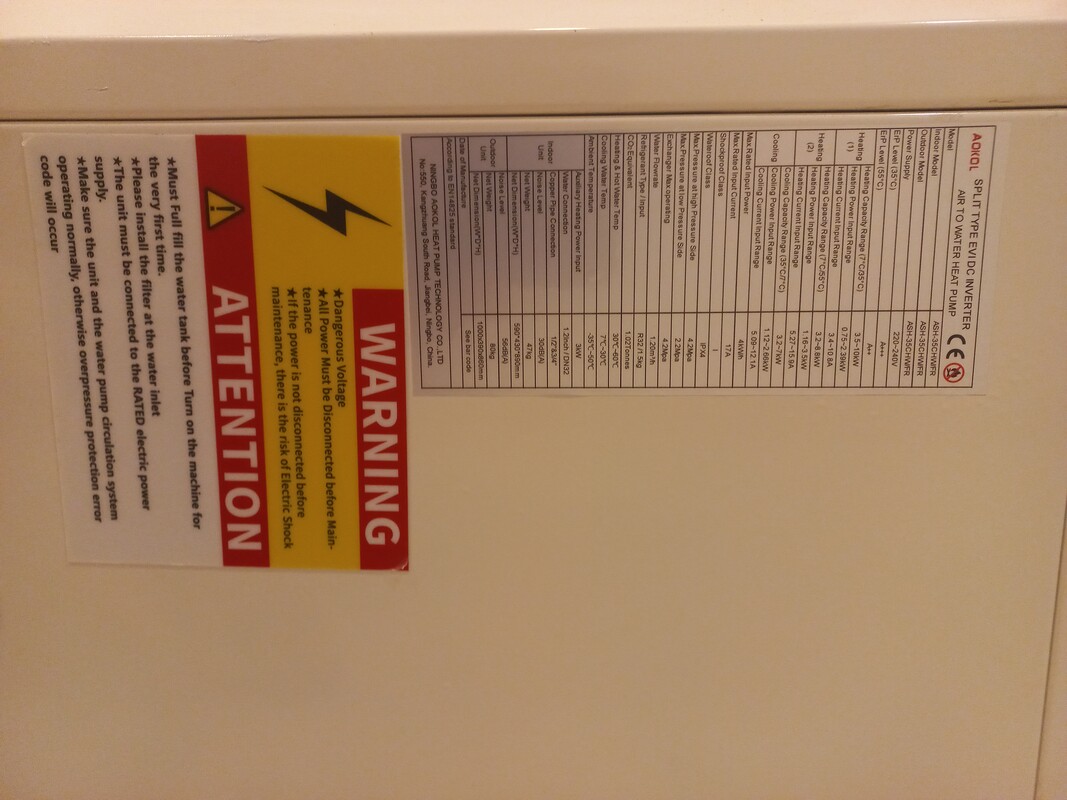 AOKOL SPLIT TYPE EVI DC INVERTER
AIR TO WATER HEAT PUMP CE
Model
Indoor Model ASH-35CHWFR
Outdoor Model ASH-35CHWFR
Power Supply 220~240V
ErP Level (35°C) A+++
ErP Level (55°C) A++
Heating (1) Heating Capacity Range (7°C/35°C) 3.5~10kW
Heating Power Input Range 0.75~2.39kW
Heating Current Input Range 3.4~10.8A
Heating (2) Heating Capacity Range (7°C/55°C) 3.2~8.8kW
Heating Power Input Range 1.16~3.5kW
Heating Current Input Range 5.27~15.8A
Cooling Cooling Capacity Range (35°C/7°C) 3.2~7kW
Cooling Power Input Range 1.12~2.66kW
Cooling Current Input Range 5.09~12.1A
Max Rated Input Power 4kWh
Max Rated Input Current 17A
Shockproof Class I
Wateroof Class IPX4
Max Pressure at High Pressure Side 4.2Mpa
Max Pressure at low Pressure Side 2.2Mpa
Exchanger Max operating 4.2Mpa
Water Flowrate 1.20m³/h
Refrigerant Type / Input R32 /1.5kg
Co₂ Equivalent 1.02Tonnes
Heating & Hot Water Temp 30°C~60°C
Cooling Water Temp 7°C~30°C
Ambient Temperature -35°C~50°C
Indoor Unit Auxiliary Heating Power Input 3kW
Water Connection 1.2inch / DN32
Copper Pipe Connection 1/2"&3/4"
Noise Level 30dB(A)
Net Weight 47kg
Net Dimension(W*D*H) 590*430*890mm
Outdoor Unit Noise Level 56dB(A)
Net Weight 80kg
Net Dimension(W*D*H)
Date of Manufacture See bar code
According to EN 14825 standard
NINGBO AOKOL HEAT PUMP TECHNOLOGY CO .,LTD
No.550, Kangzhuang South Road, Jiangbei, Ningbo, China.
WARNING
★Dangerous Voltage
★All Power Must be Disconnected before Main-
tenance
★If the power is not disconnected before
maintenance, there is the risk of Electric Shock
ATTENTION
★Must Full fill the water tank before Turn on the machine for
the very first time.
★Please install the filter at the water inlet
★The unit must be connected to the RATED electric power
supply.
★Make sure the unit and the water pump circulation system
operating normally, otherwise overpressure protection error
code will occur